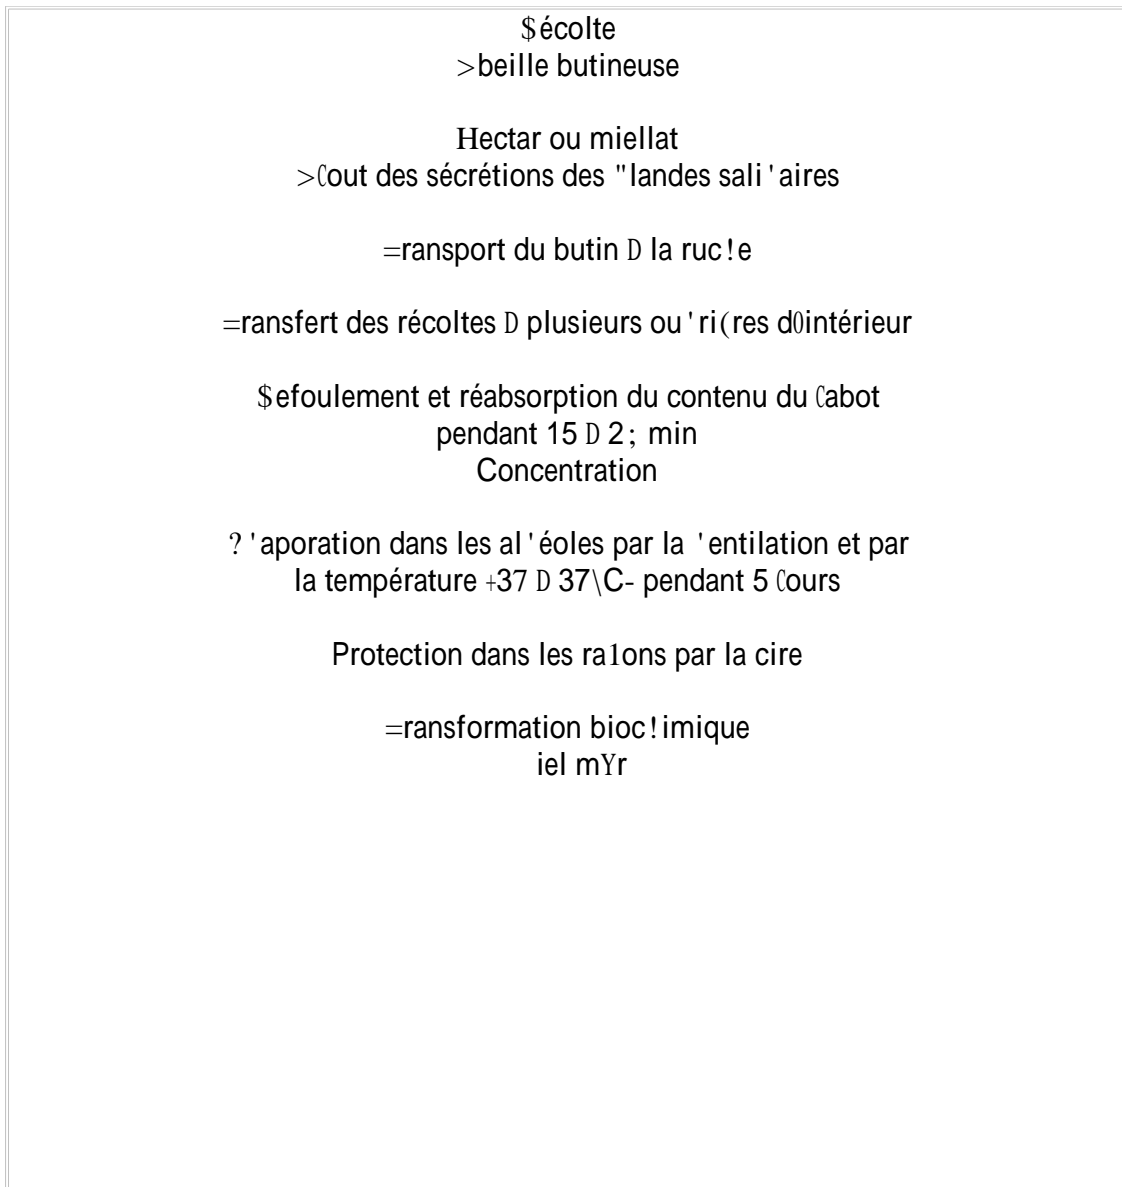 $écolte
>beille butineuse
Hectar ou miellat
>Cout des sécrétions des "landes sali'aires
=ransport du butin D la ruc!e
=ransfert des récoltes D plusieurs ou'ri(res d0intérieur
$efoulement et réabsorption du contenu du Cabot
pendant 15 D 2; min
Concentration
?'aporation dans les al'éoles par la 'entilation et par
la température +37 D 37\C- pendant 5 Cours
Protection dans les ra1ons par la cire
=ransformation bioc!imique
iel mYr